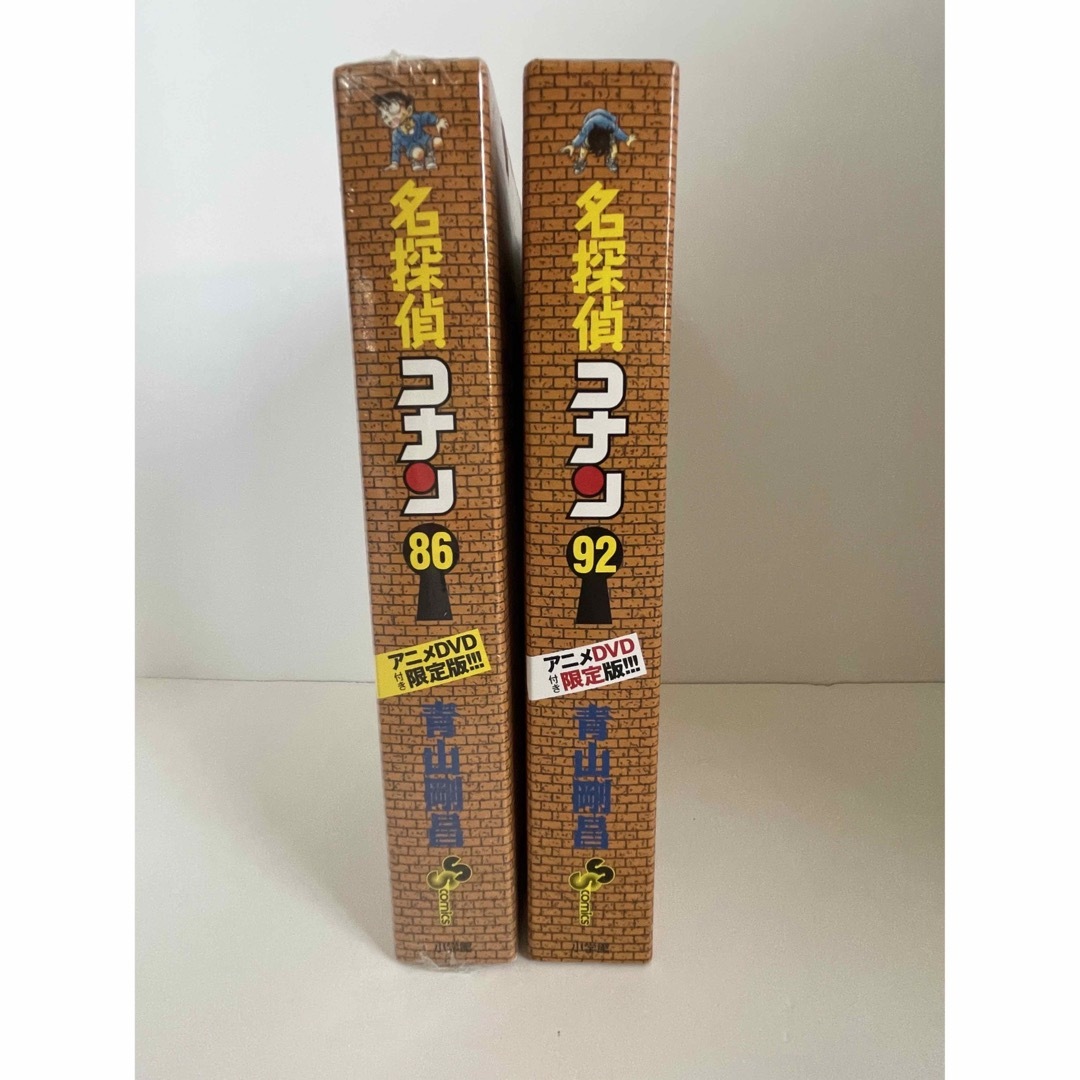 名探偵
コナン
86
アニメDVD
付き限定版!!!
青山剛昌
SS comics
小学館
名探偵
コナン
92
アニメDVD
付き限定版!!!
青山剛昌
SS comics
小学館